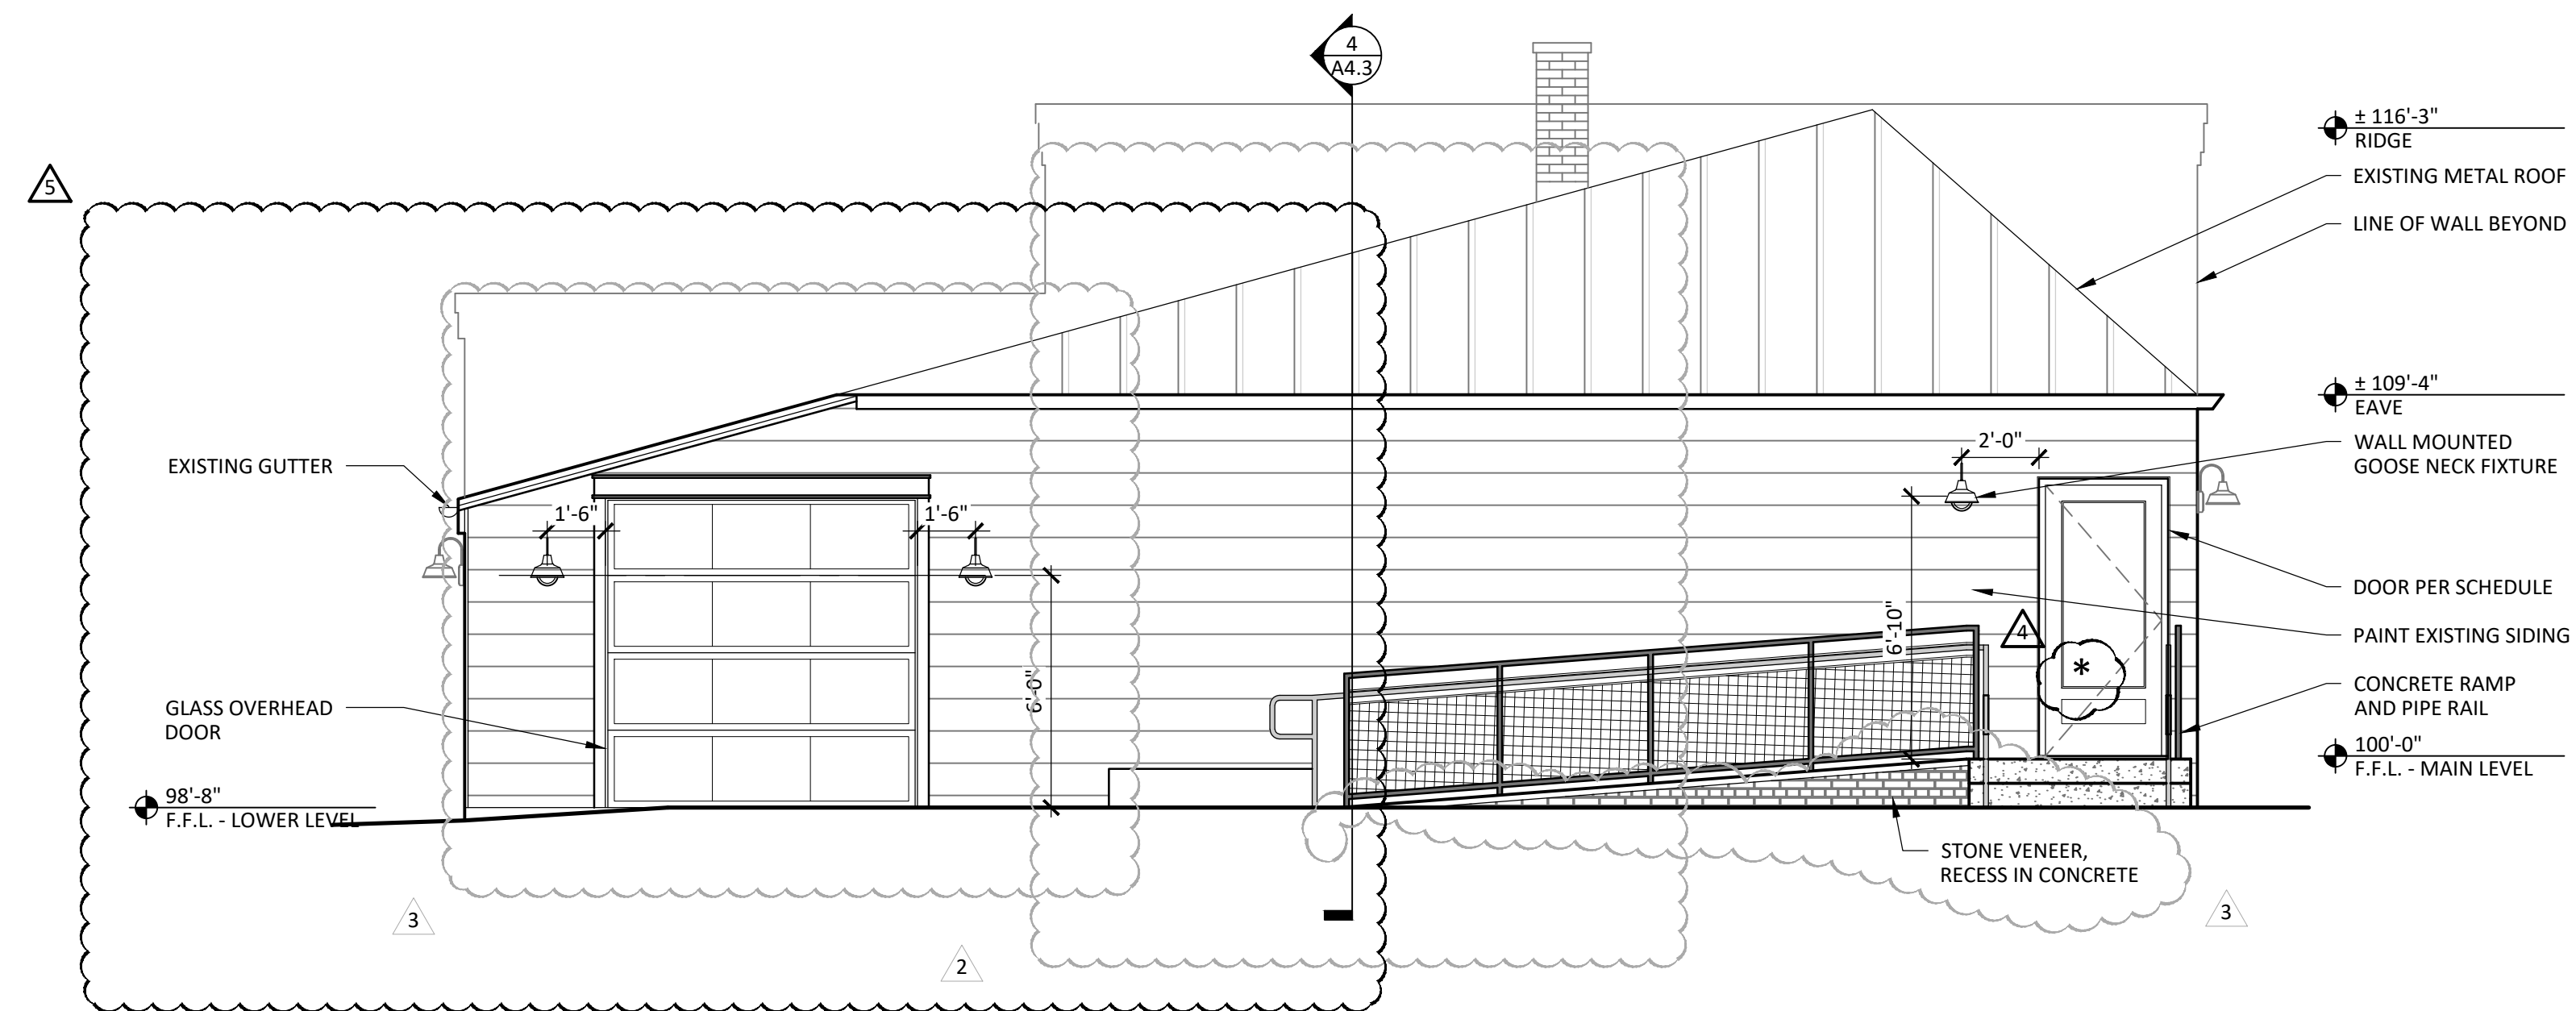 4
A4.3
± 116'-3"
RIDGE
EXISTING METAL ROOF
5
LINE OF WALL BEYOND
± 109'-4"
EAVE
2'-0"
WALL MOUNTED
GOOSE NECK FIXTURE
EXISTING GUTTER
1'-6"
1'-6"
DOOR PER SCHEDULE
6'-10"
4
PAINT EXISTING SIDING
*
6'-0"
CONCRETE RAMP
AND PIPE RAIL
GLASS OVERHEAD
DOOR
100'-0"
F.F.L. - MAIN LEVEL
98'-8"
F.F.L. - LOWER LEVEL
STONE VENEER,
RECESS IN CONCRETE
3
3
2